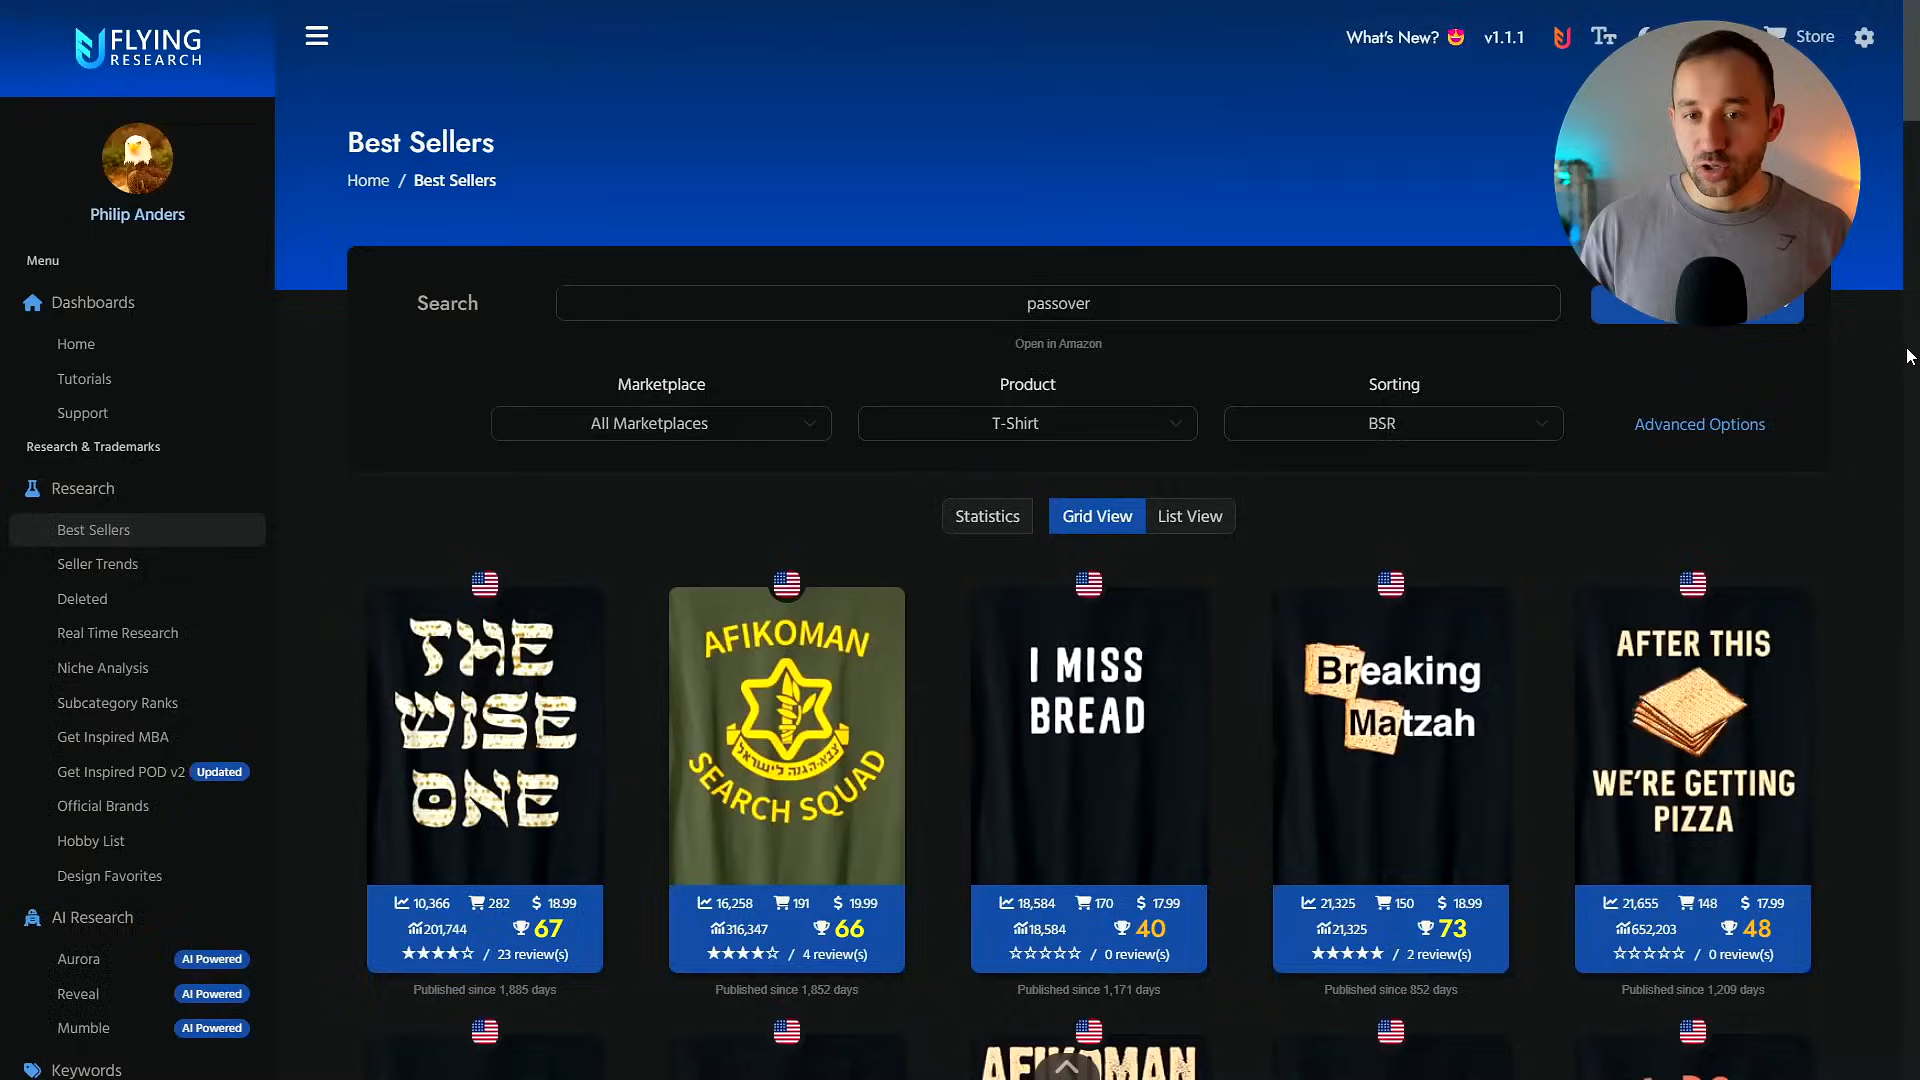 FLYING
RESEARCH
What's New?
v1.1.1
Store
Philip Anders
Menu
Dashboards
Home
Tutorials
Support
Research & Trademarks
Research
Best Sellers
Seller Trends
Deleted
Real Time Research
Niche Analysis
Subcategory Ranks
Get Inspired MBA
Get Inspired POD v2 Updated
Official Brands
Hobby List
Design Favorites
AI Research
Aurora AI Powered
Reveal AI Powered
Mumble AI Powered
Keywords
Best Sellers
Home / Best Sellers
Search
passover
Open in Amazon
Marketplace
All Marketplaces
Product
T-Shirt
Sorting
BSR
Advanced Options
Statistics
Grid View
List View
THE
WISE
ONE
10,366 282 $ 18.99
201,744 67
/ 23 review(s)
Published since 1,885 days
AFIKOMAN
צבא הגנה לישראל
SEARCH SQUAD
16,258 191 $ 19.99
316,347 66
/ 4 review(s)
Published since 1,852 days
I MISS
BREAD
18,584 170 $ 17.99
18,584 40
/ 0 review(s)
Published since 1,171 days
Breaking
Matzah
21,325 150 $ 18.99
21,325 73
/ 2 review(s)
Published since 852 days
AFTER THIS
WE'RE GETTING
PIZZA
21,655 148 $ 17.99
652,203 48
/ 0 review(s)
Published since 1,209 days
AFIKOMAN